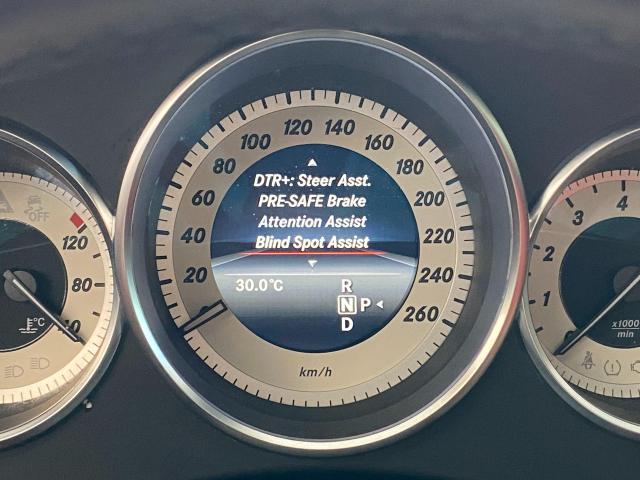 120 140
100 160
80 180
60 200
40 220
20 240
260
DTR+: Steer Asst.
PRE-SAFE Brake
Attention Assist
Blind Spot Assist
30.0°C
R
N P
D
km/h
OFF
120
80
°C
1
2
3
4
x1000
min